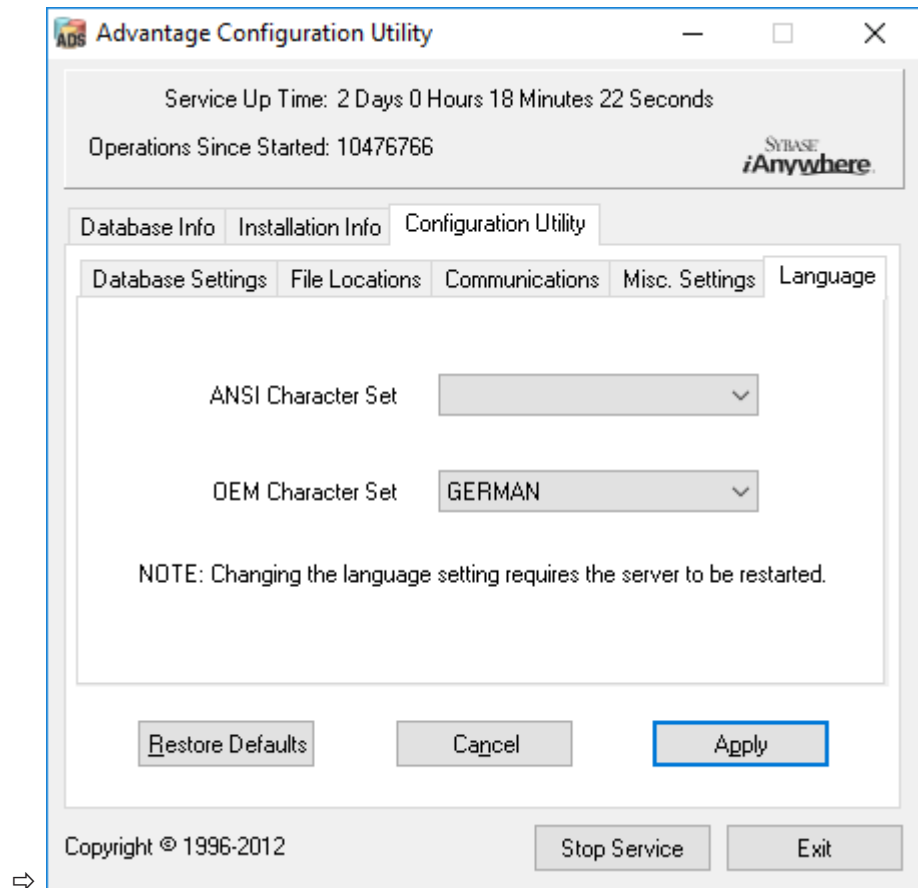 ADS Advantage Configuration Utility
Service Up Time: 2 Days 0 Hours 18 Minutes 22 Seconds
Operations Since Started: 10476766
SYBASE
iAnywhere.
Database Info Installation Info Configuration Utility
Database Settings File Locations Communications Misc. Settings Language
ANSI Character Set
OEM Character Set GERMAN
NOTE: Changing the language setting requires the server to be restarted.
Restore Defaults Cancel Apply
Copyright © 1996-2012 Stop Service Exit
⇨